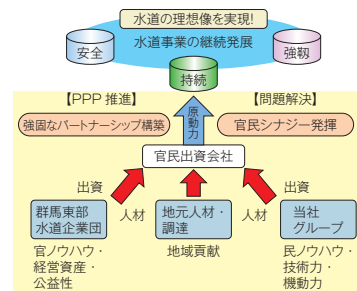 水道の理想像を実現!
水道事業の継続発展
安全
強靱
持続
【PPP 推進】
【問題解決】
強固なパートナーシップ構築
原動力
官民シナジー発揮
官民出資会社
出資
出資
群馬東部
水道企業団
人材
地元人材・
調達
人材
当社
グループ
官ノウハウ・
経営資産・
公益性
地域貢献
民ノウハウ・
技術力・
機動力